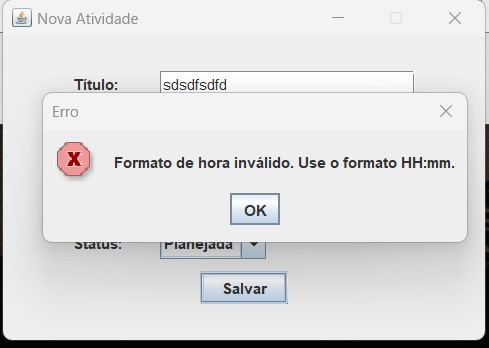 Nova Atividade
Título:
sdsdfsdfd
Erro
Formato de hora inválido. Use o formato HH:mm.
OK
Status:
Planejada
Salvar